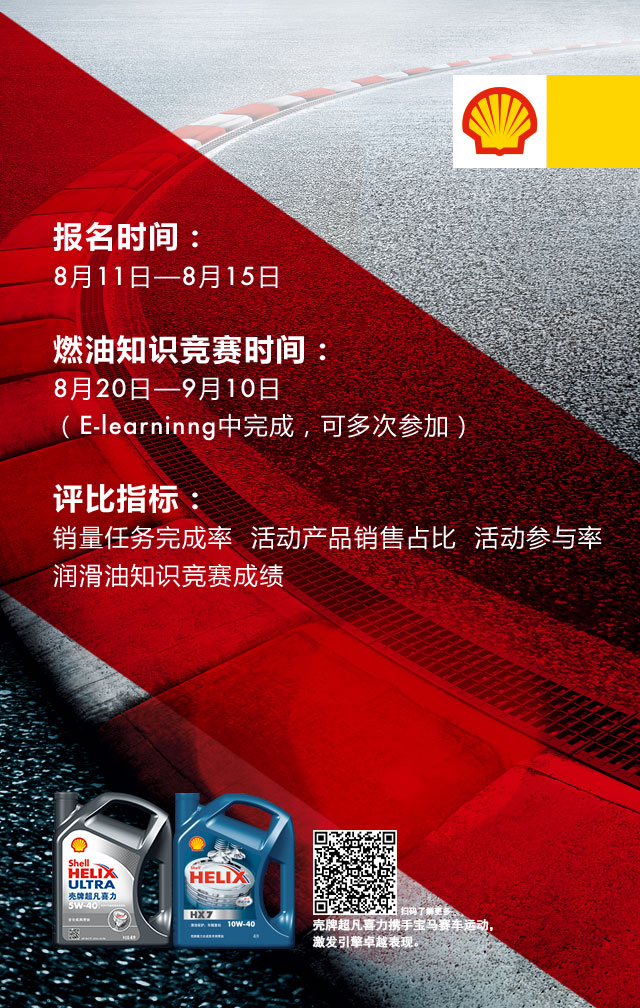 报名时间：
8月11日—8月15日
燃油知识竞赛时间：
8月20日—9月10日
（E-learninng中完成，可多次参加）
评比指标：
销量任务完成率 活动产品销售占比 活动参与率
润滑油知识竞赛成绩
Shell
HELIX
ULTRA
壳牌超凡喜力
5W-40
HELIX
HX7
10W-40
扫码了解更多
壳牌超凡喜力携手宝马赛车运动，
激发引擎卓越表现。